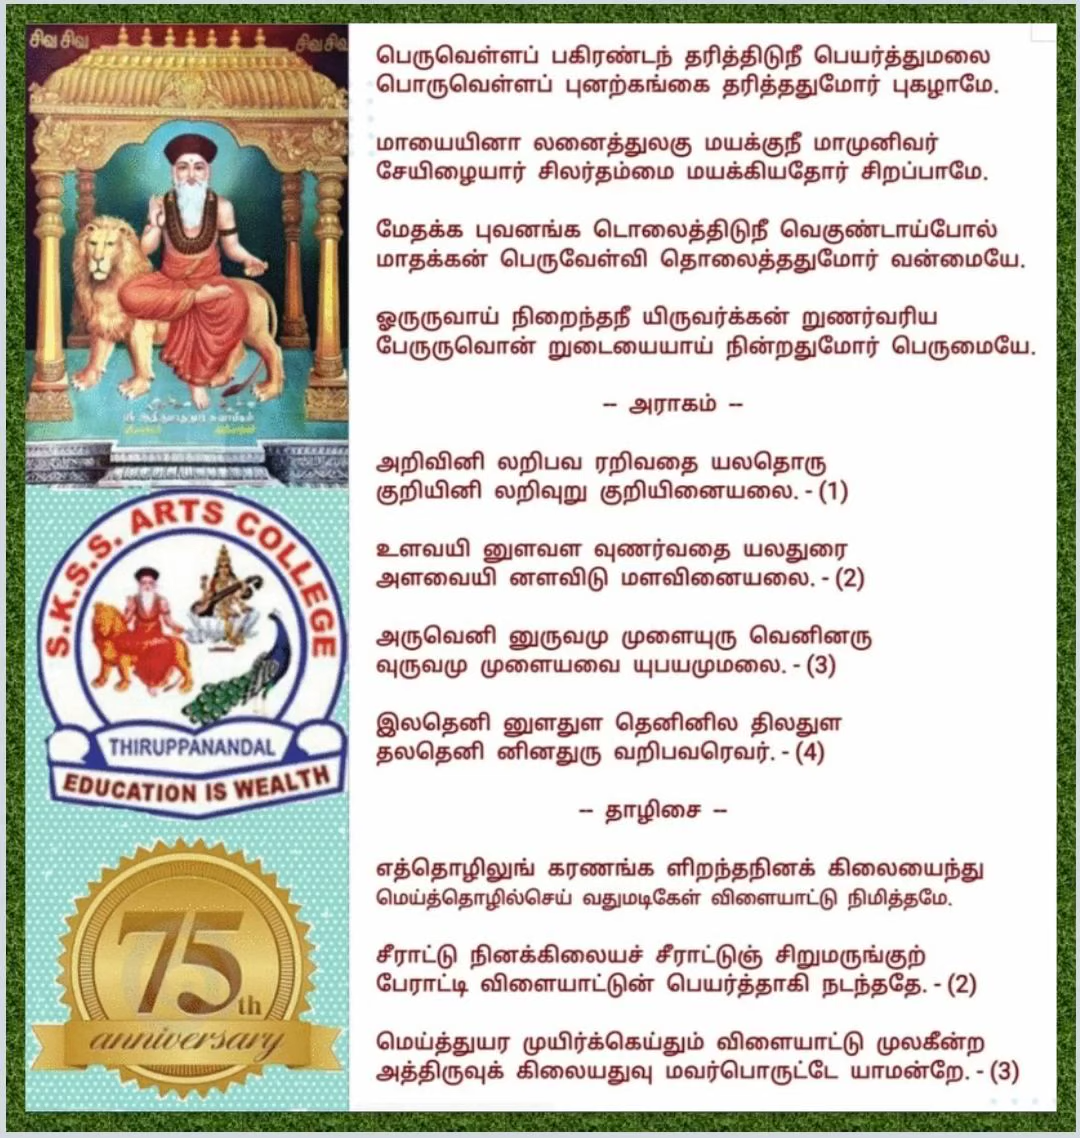 சிவ சிவ
சிவ சிவ
S.K.S.S. ARTS COLLEGE
THIRUPPANANDAL
EDUCATION IS WEALTH
75th
anniversary
பெருவெள்ளப் பகிரண்டந் தரித்திடுநீ பெயர்த்துமலை
பொருவெள்ளப் புனற்கங்கை தரித்ததுமோர் புகழாமே.
மாயையினா லனைத்துலகு மயக்குநீ மாமுனிவர்
சேயிழையார் சிலர்தம்மை மயக்கியதோர் சிறப்பாமே.
மேதக்க புவனங்க டொலைத்திடுநீ வெகுண்டாய்போல்
மாதக்கன் பெருவேள்வி தொலைத்ததுமோர் வன்மையே.
ஓருருவாய் நிறைந்தநீ யிருவர்க்கன் றுணர்வரிய
பேருருவொன் றுடையையாய் நின்றதுமோர் பெருமையே.
-- அராகம் --
அறிவினி லறிபவ ரறிவதை யலதொரு
குறியினி லறிவுறு குறியினையலை. - (1)
உளவயி னுளவள வுணர்வதை யலதுரை
அளவையி னளவிடு மளவினையலை. - (2)
அருவெனி னுருவமு முளையுரு வெனினரு
வுருவமு முளையவை யுபயமுமலை. - (3)
இலதெனி னுளதுள தெனினில திலதுள
தலதெனி னினதுரு வறிபவரெவர். - (4)
-- தாழிசை --
எத்தொழிலுங் கரணங்க ளிறந்தநினக் கிலையைந்து
மெய்த்தொழில்செய் வதுமடிகேள் விளையாட்டு நிமித்தமே.
சீராட்டு நினக்கிலையச் சீராட்டுஞ் சிறுமருங்குற்
பேராட்டி விளையாட்டுன் பெயர்த்தாகி நடந்ததே. - (2)
மெய்த்துயர முயிர்க்கெய்தும் விளையாட்டு முலகீன்ற
அத்திருவுக் கிலையதுவு மவர்பொருட்டே யாமன்றே. - (3)